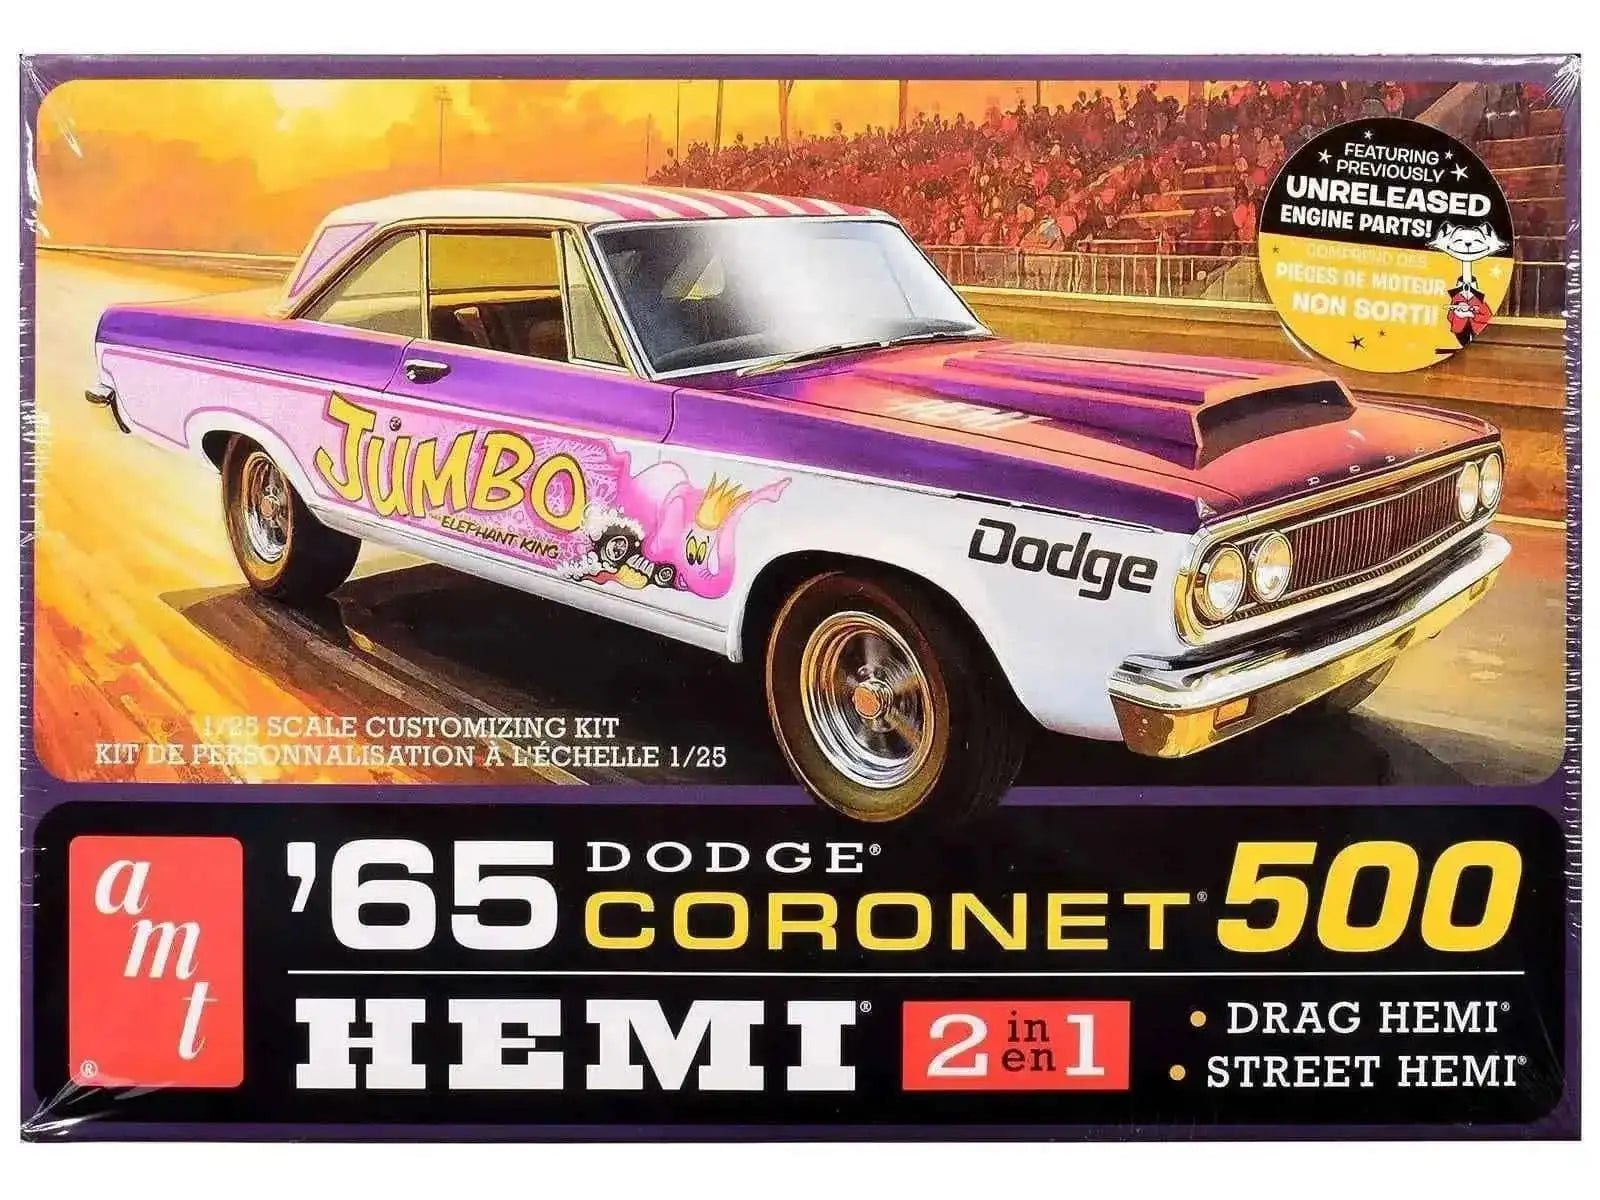 FEATURING
PREVIOUSLY
UNRELEASED
ENGINE PARTS!
COMPREND DES
PIÈCES DE MOTEUR
NON SORTI!
HEMI
DODGE
JUMBO
ELEPHANT KING
Dodge
1/25 SCALE CUSTOMIZING KIT
KIT DE PERSONNALISATION À L'ÉCHELLE 1/25
amt®
'65 DODGE®
CORONET® 500
HEMI®
2 in en 1
• DRAG HEMI®
• STREET HEMI®